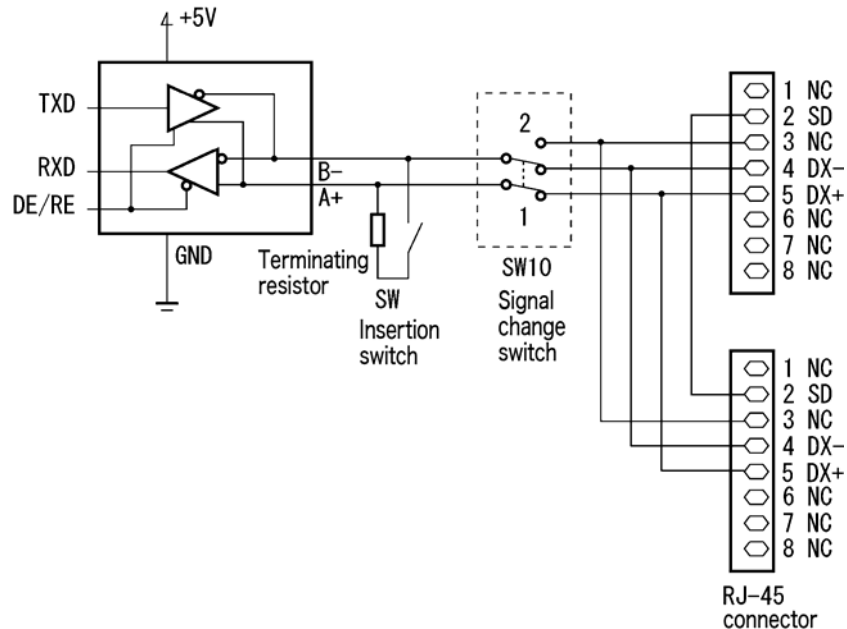 +5V
TXD
RXD
DE/RE
B-
A+
GND
Terminating
resistor
SW
Insertion
switch
2
1
SW10
Signal
change
switch
1 NC
2 SD
3 NC
4 DX-
5 DX+
6 NC
7 NC
8 NC
1 NC
2 SD
3 NC
4 DX-
5 DX+
6 NC
7 NC
8 NC
RJ-45
connector